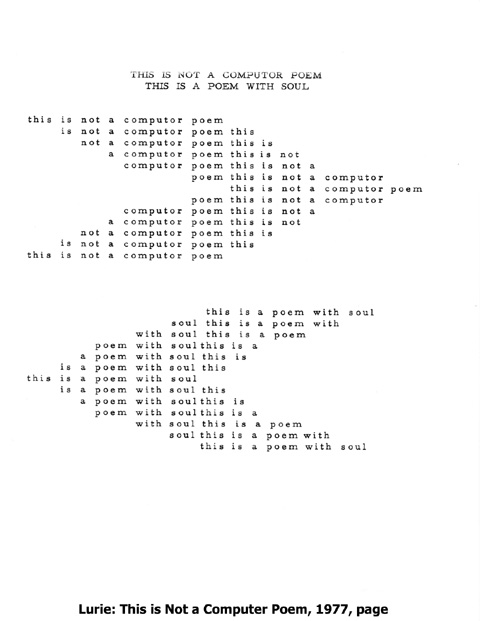 THIS IS NOT A COMPUTOR POEM
THIS IS A POEM WITH SOUL
this is not a computor poem
is not a computor poem this
not a computor poem this is
a computor poem this is not
computor poem this is not a
poem this is not a computor
this is not a computor poem
poem this is not a computor
computor poem this is not a
a computor poem this is not
not a computor poem this is
is not a computor poem this
this is not a computor poem
this is a poem with soul
soul this is a poem with
with soul this is a poem
poem with soul this is a
a poem with soul this is
is a poem with soul this
this is a poem with soul
is a poem with soul this
a poem with soul this is
poem with soul this is a
with soul this is a poem
soul this is a poem with
this is a poem with soul
Lurie: This is Not a Computer Poem, 1977, page